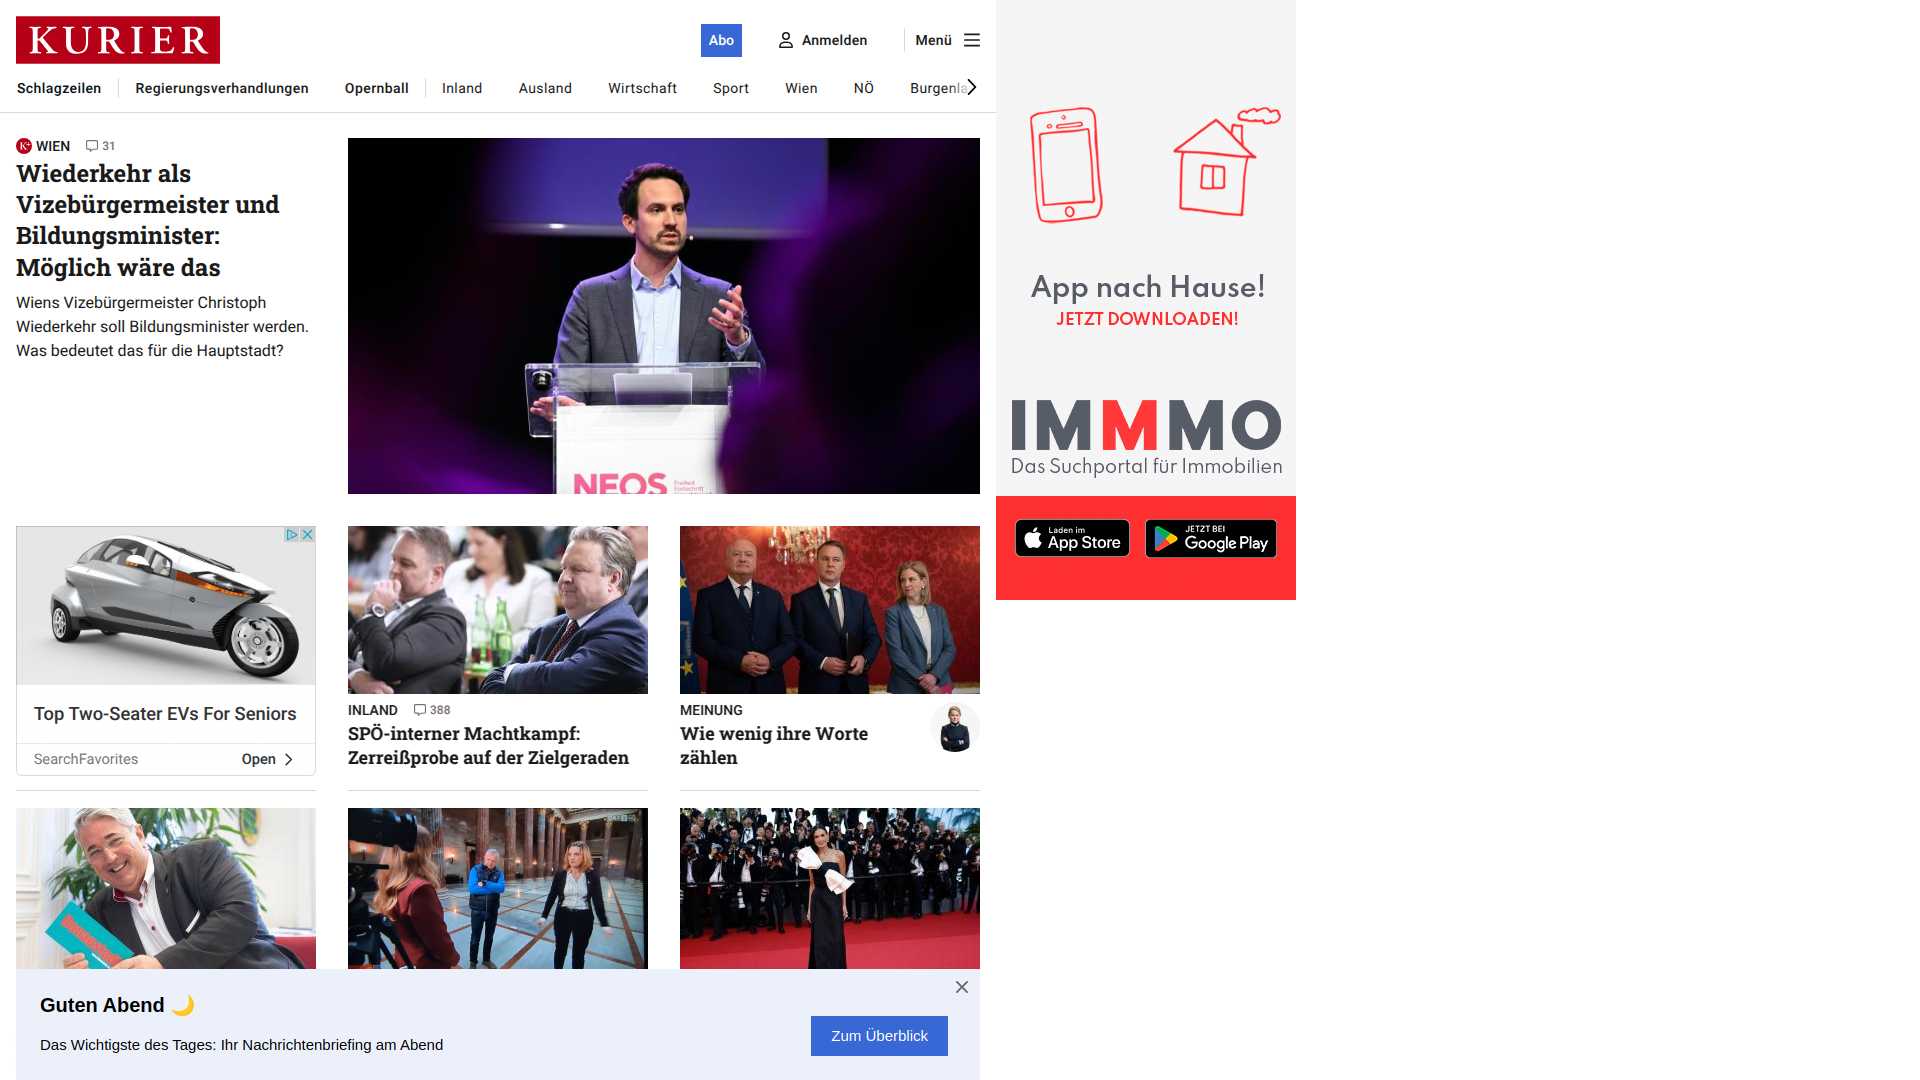 KURIER
Abo
Anmelden
Menü
Schlagzeilen
Regierungsverhandlungen
Opernball
Inland
Ausland
Wirtschaft
Sport
Wien
NÖ
Burgenla
WIEN 31
Wiederkehr als
Vizebürgermeister und
Bildungsminister:
Möglich wäre das
Wiens Vizebürgermeister Christoph
Wiederkehr soll Bildungsminister werden.
Was bedeutet das für die Hauptstadt?
NEOS
App nach Hause!
JETZT DOWNLOADEN!
IMMMO
Das Suchportal für Immobilien
Laden im
App Store
JETZT BEI
Google Play
Top Two-Seater EVs For Seniors
SearchFavorites
Open
INLAND 388
SPÖ-interner Machtkampf:
Zerreißprobe auf der Zielgeraden
MEINUNG
Wie wenig ihre Worte
zählen
Guten Abend 🌙
Das Wichtigste des Tages: Ihr Nachrichtenbriefing am Abend
Zum Überblick